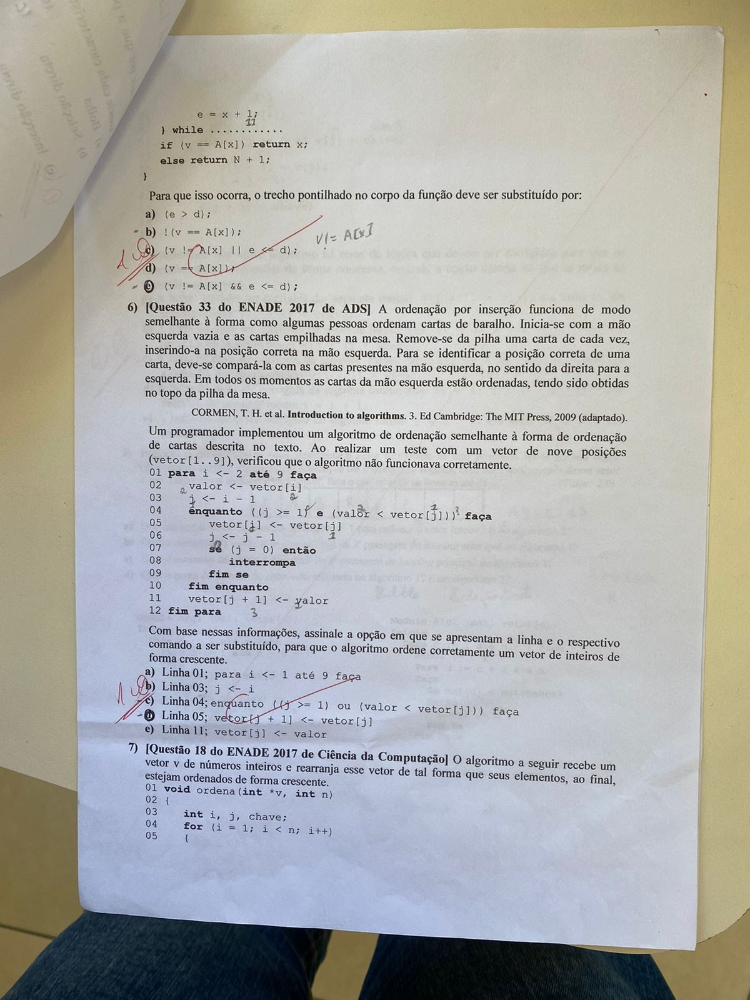 e = x + 1;
11
} while ............
if (v == A[x]) return x;
else return N + 1;
}
Para que isso ocorra, o trecho pontilhado no corpo da função deve ser substituído por:
a) (e > d);
- b) !(v == A[x]);
V!= A[x]
c) (v != A[x] || e <= d);
d) (v == A[x]);
- e) (v != A[x] && e <= d);
6) [Questão 33 do ENADE 2017 de ADS] A ordenação por inserção funciona de modo
semelhante à forma como algumas pessoas ordenam cartas de baralho. Inicia-se com a mão
esquerda vazia e as cartas empilhadas na mesa. Remove-se da pilha uma carta de cada vez,
inserindo-a na posição correta na mão esquerda. Para se identificar a posição correta de uma
carta, deve-se compará-la com as cartas presentes na mão esquerda, no sentido da direita para a
esquerda. Em todos os momentos as cartas da mão esquerda estão ordenadas, tendo sido obtidas
no topo da pilha da mesa.
CORMEN, T. H. et al. Introduction to algorithms. 3. Ed Cambridge: The MIT Press, 2009 (adaptado).
Um programador implementou um algoritmo de ordenação semelhante à forma de ordenação
de cartas descrita no texto. Ao realizar um teste com um vetor de nove posições
(vetor[1..9]), verificou que o algoritmo não funcionava corretamente.
01 para i <- 2 até 9 faça
02 valor <- vetor[i]
03 j <- i - 1
04 enquanto ((j >= 1) e (valor < vetor[j])) faça
05 vetor[i] <- vetor[j]
06 j <- j - 1
07 se (j = 0) então
08 interrompa
09 fim se
10 fim enquanto
11 vetor[j + 1] <- valor
12 fim para
3
Com base nessas informações, assinale a opção em que se apresentam a linha e o respectivo
comando a ser substituído, para que o algoritmo ordene corretamente um vetor de inteiros de
forma crescente.
a) Linha 01; para i <- 1 até 9 faça
b) Linha 03; j <- i
c) Linha 04; enquanto ((j >= 1) ou (valor < vetor[j])) faça
d) Linha 05; vetor[j + 1] <- vetor[j]
e) Linha 11; vetor[j] <- valor
7) [Questão 18 do ENADE 2017 de Ciência da Computação] O algoritmo a seguir recebe um
vetor v de números inteiros e rearranja esse vetor de tal forma que seus elementos, ao final,
estejam ordenados de forma crescente.
01 void ordena(int *v, int n)
02 {
03 int i, j, chave;
04 for (i = 1; i < n; i++)
05 {